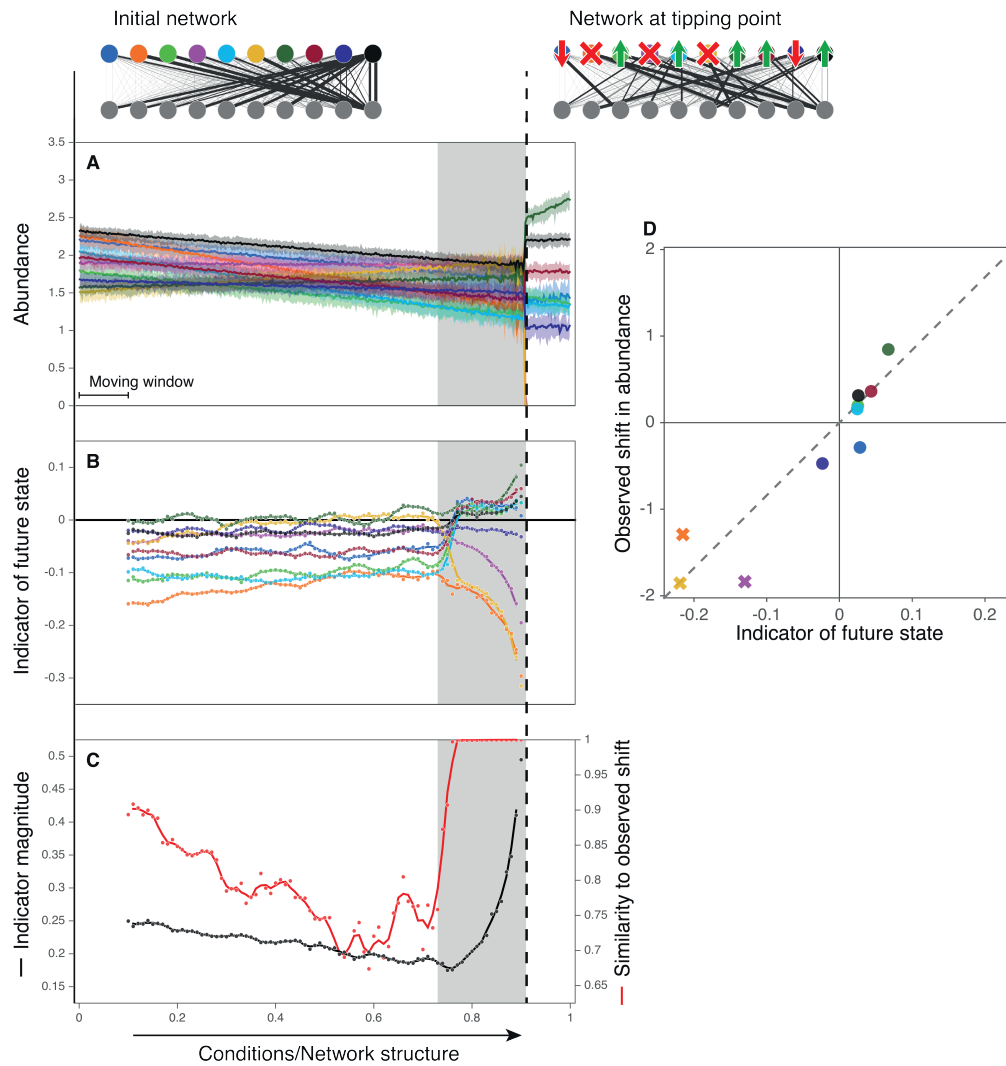 Initial network
Network at tipping point
A
3.5
3
2.5
2
1.5
1
0.5
0
Abundance
Moving window
B
0.1
0
-0.1
-0.2
-0.3
Indicator of future state
C
0.5
0.45
0.4
0.35
0.3
0.25
0.2
0.15
Indicator magnitude
1
0.95
0.9
0.85
0.8
0.75
0.7
0.65
Similarity to observed shift
0 0.2 0.4 0.6 0.8 1
Conditions/Network structure
D
2
1
0
-1
-2
Observed shift in abundance
-0.2 -0.1 0 0.1 0.2
Indicator of future state